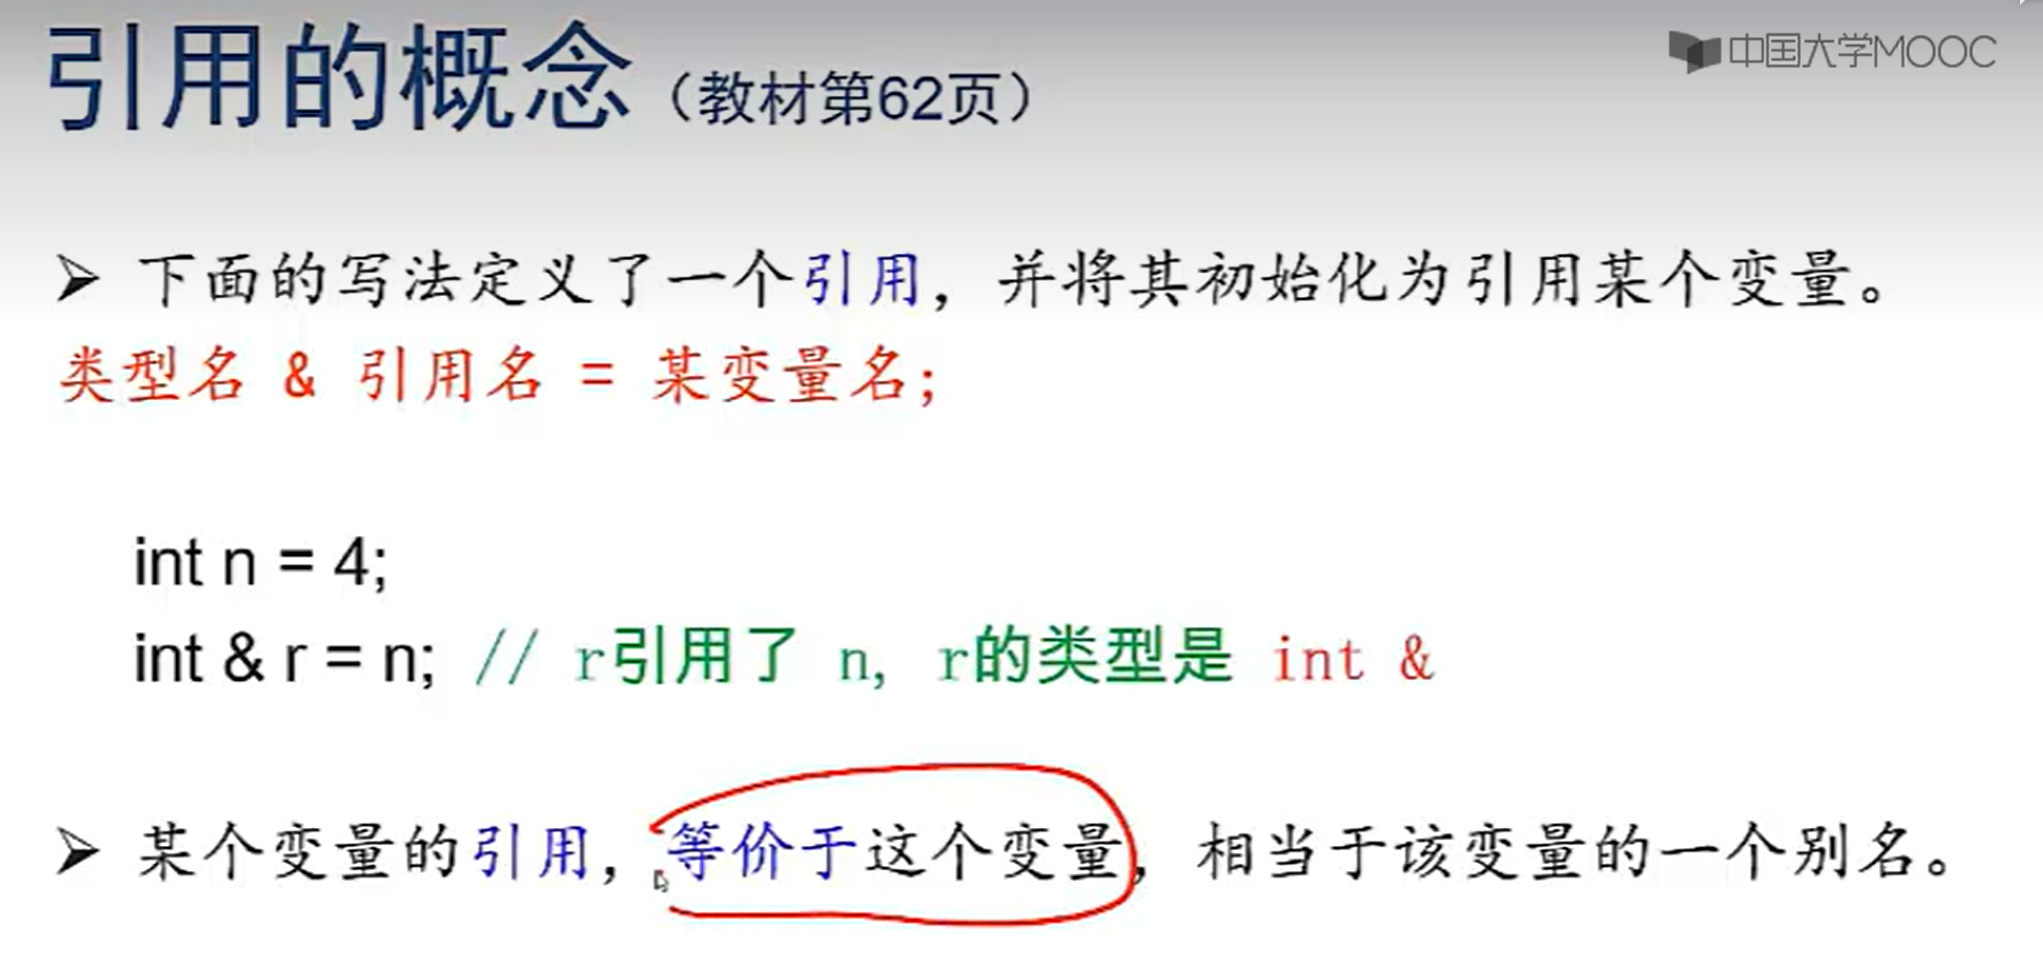 引用的概念（教材第62页）
中国大学MOOC
➢ 下面的写法定义了一个引用，并将其初始化为引用某个变量。
类型名 & 引用名 = 某变量名;
int n = 4;
int & r = n; // r引用了 n, r的类型是 int &
➢ 某个变量的引用，等价于这个变量，相当于该变量的一个别名。